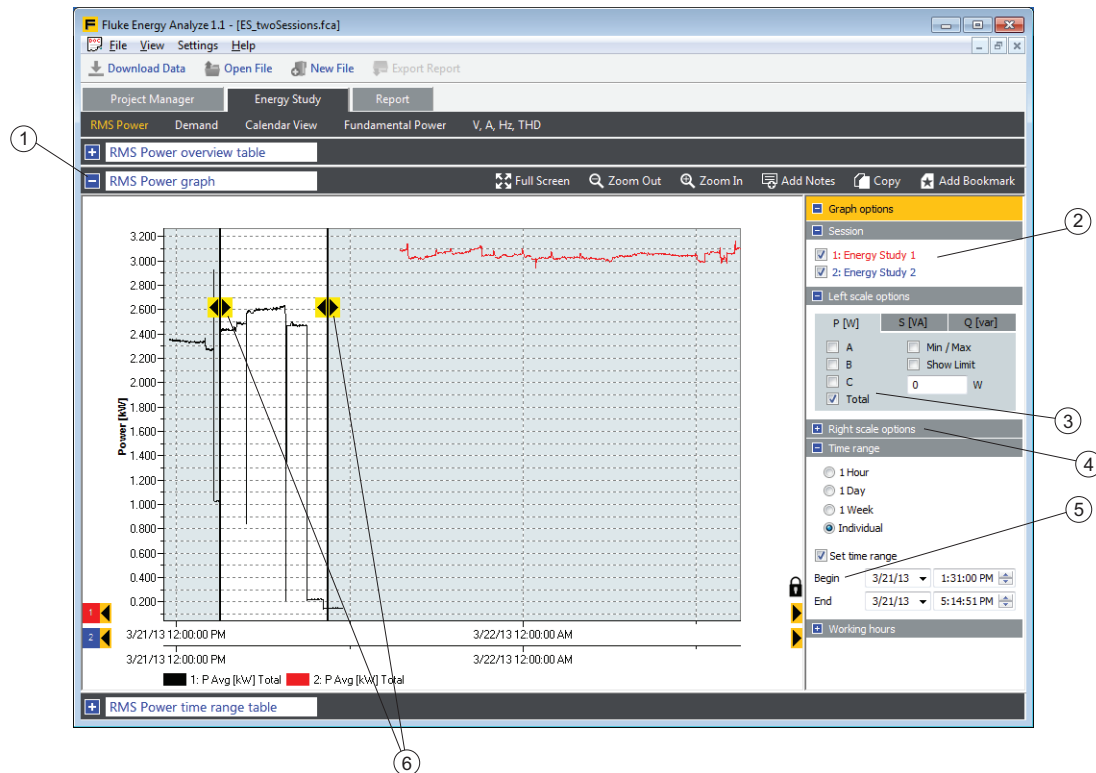 Fluke Energy Analyze 1.1 - [ES_twoSessions.fca]
File View Settings Help
Download Data Open File New File Export Report
Project Manager Energy Study Report
RMS Power Demand Calendar View Fundamental Power V, A, Hz, THD
1
RMS Power overview table
RMS Power graph Full Screen Zoom Out Zoom In Add Notes Copy Add Bookmark
Graph options
Session
2
1: Energy Study 1
2: Energy Study 2
Left scale options
P [W] S [VA] Q [var]
A Min / Max
B Show Limit
C 0 W
Total
3
Right scale options
4
Time range
1 Hour
1 Day
1 Week
5
Individual
Set time range
Begin 3/21/13 1:31:00 PM
End 3/21/13 5:14:51 PM
Working hours
Power [kW]
3.200
3.000
2.800
2.600
2.400
2.200
2.000
1.800
1.600
1.400
1.200
1.000
0.800
0.600
0.400
0.200
1
2
3/21/13 12:00:00 PM 3/22/13 12:00:00 AM
3/21/13 12:00:00 PM 3/22/13 12:00:00 AM
1: P Avg [kW] Total 2: P Avg [kW] Total
RMS Power time range table
6